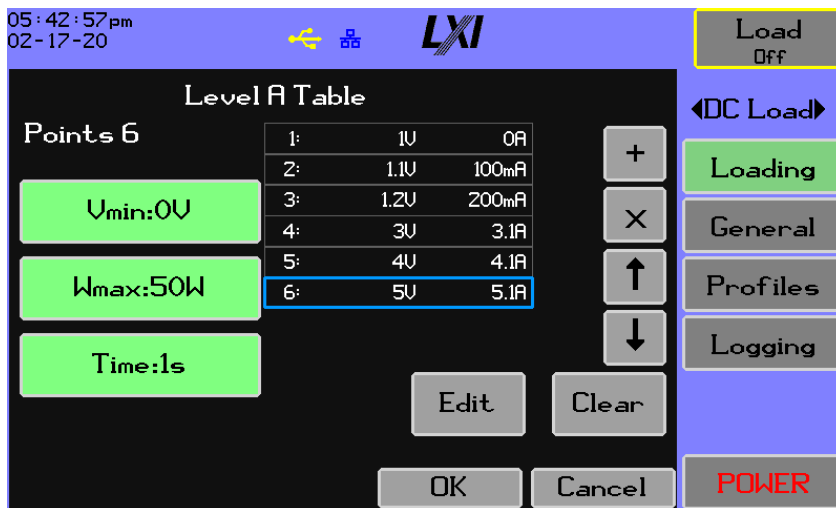 05:42:57pm
02-17-20
LXI
Load
Off
◀DC Load▶
Level A Table
Points 6
1: 1V 0A
2: 1.1V 100mA
3: 1.2V 200mA
4: 3V 3.1A
5: 4V 4.1A
6: 5V 5.1A
Vmin:0V
Wmax:50W
Time:1s
+
×
↑
↓
Edit
Clear
OK
Cancel
Loading
General
Profiles
Logging
POWER